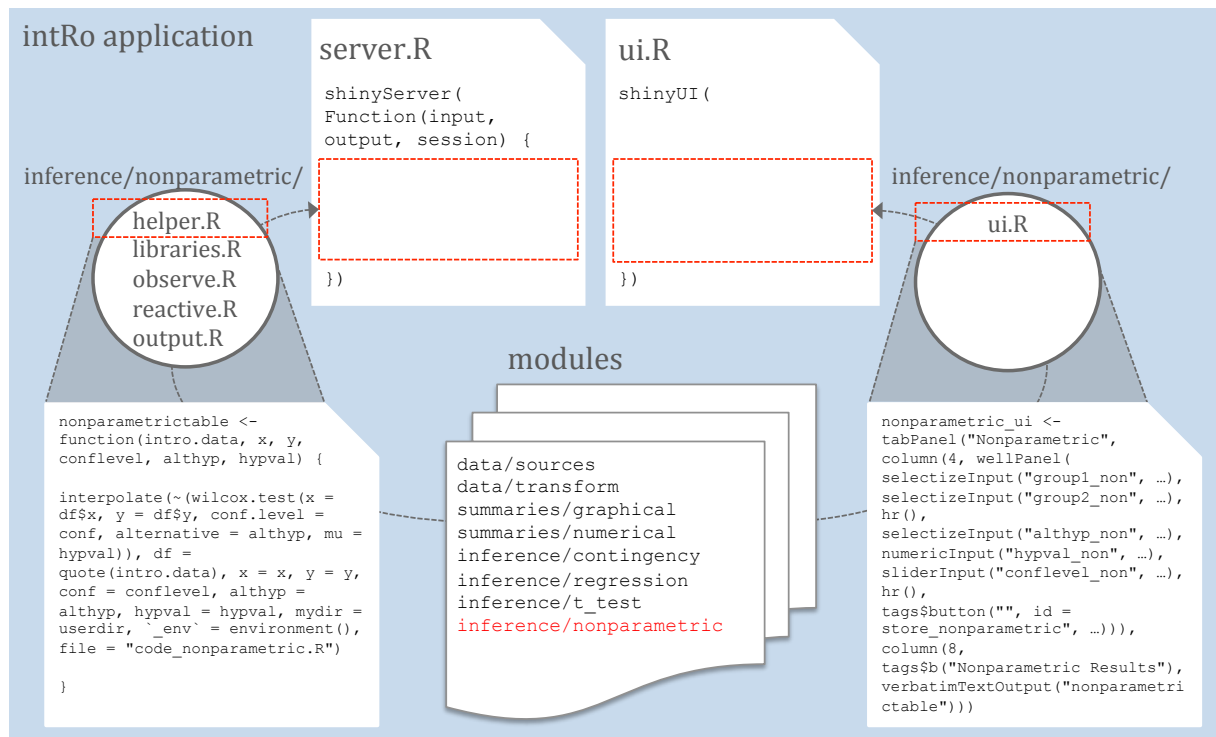 intRo application
server.R
shinyServer(
Function(input,
output, session) {
})
ui.R
shinyUI(
})
inference/nonparametric/
helper.R
libraries.R
observe.R
reactive.R
output.R
inference/nonparametric/
ui.R
nonparametrictable <-
function(intro.data, x, y,
conflevel, althyp, hypval) {
interpolate(~(wilcox.test(x =
df$x, y = df$y, conf.level =
conf, alternative = althyp, mu =
hypval)), df =
quote(intro.data), x = x, y = y,
conf = conflevel, althyp =
althyp, hypval = hypval, mydir =
userdir, `_env` = environment(),
file = "code_nonparametric.R")
}
modules
data/sources
data/transform
summaries/graphical
summaries/numerical
inference/contingency
inference/regression
inference/t_test
inference/nonparametric
nonparametric_ui <-
tabPanel("Nonparametric",
column(4, wellPanel(
selectizeInput("group1_non", …),
selectizeInput("group2_non", …),
hr(),
selectizeInput("althyp_non", …),
numericInput("hypval_non", …),
sliderInput("conflevel_non", …),
hr(),
tags$button("", id =
store_nonparametric", …))),
column(8,
tags$b("Nonparametric Results"),
verbatimTextOutput("nonparametri
ctable")))